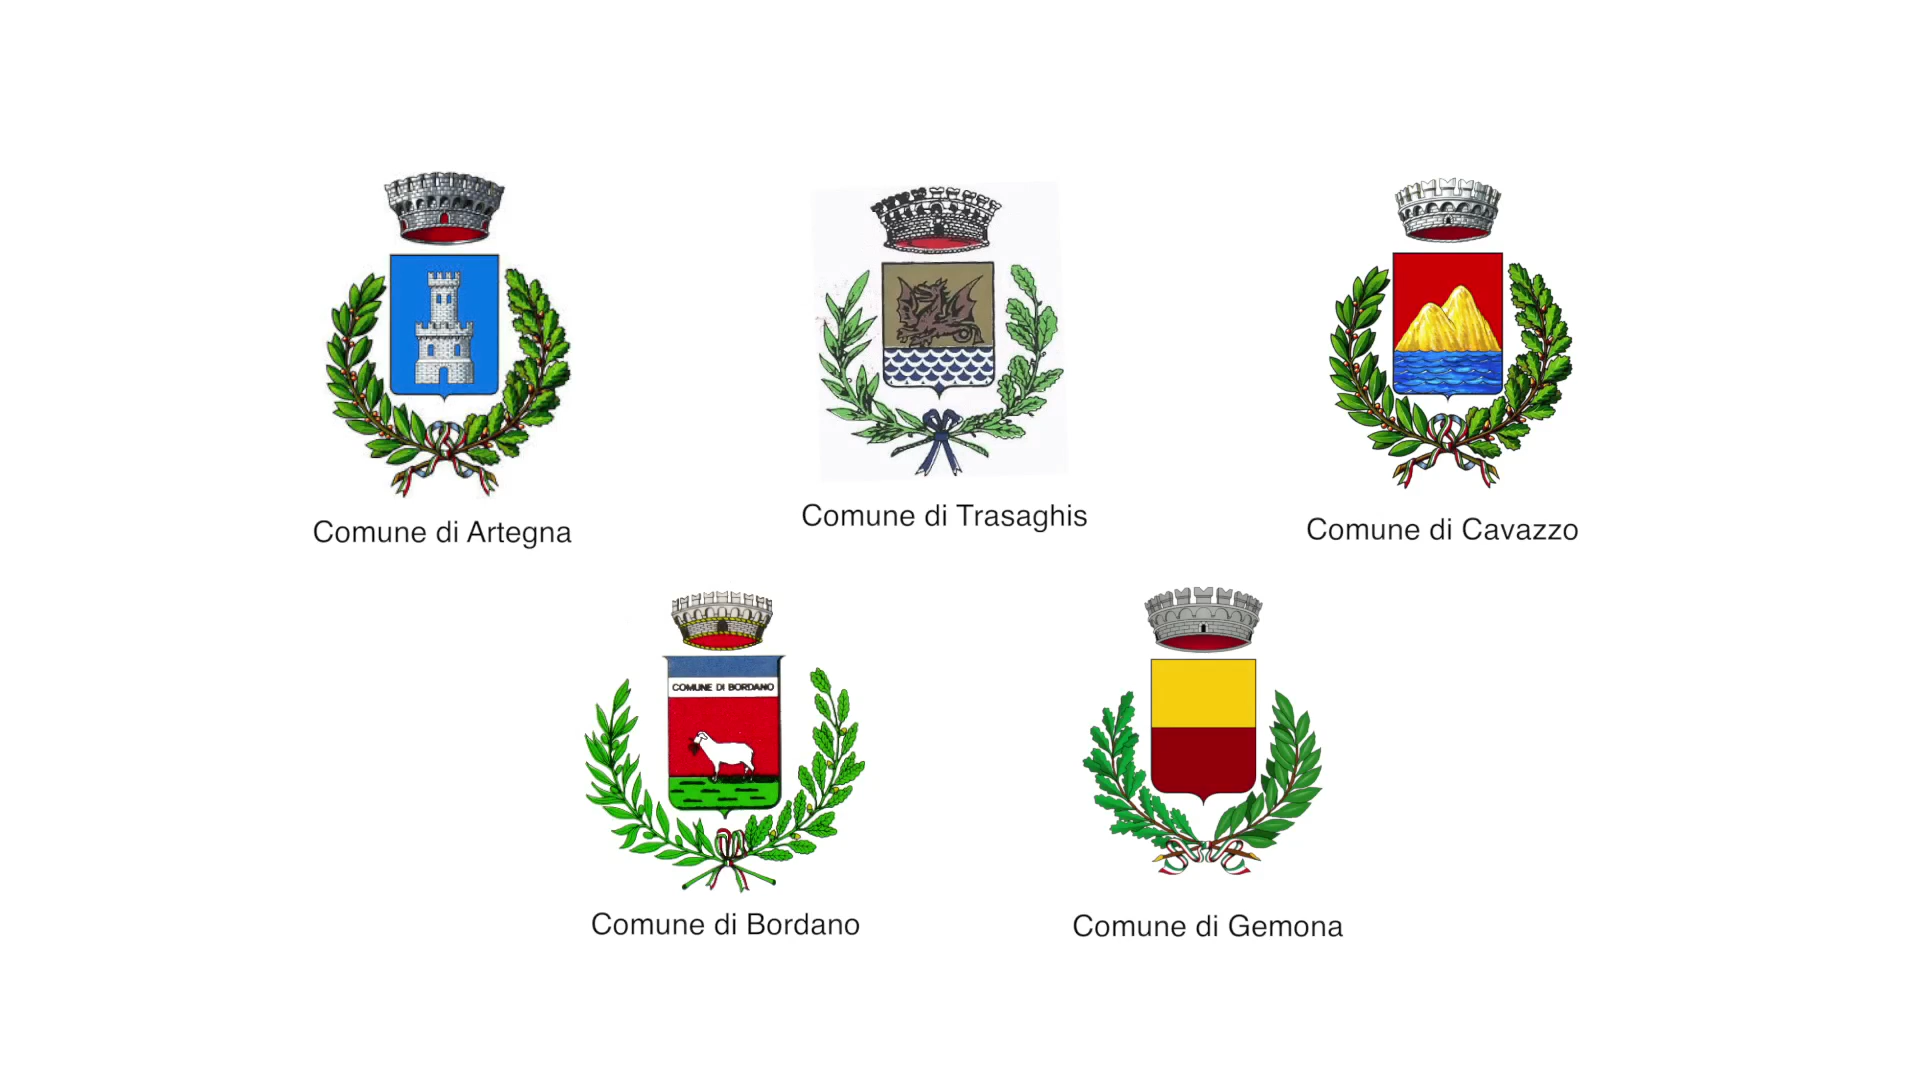 Comune di Artegna
Comune di Trasaghis
Comune di Cavazzo
COMUNE DI BORDANO
Comune di Bordano
Comune di Gemona